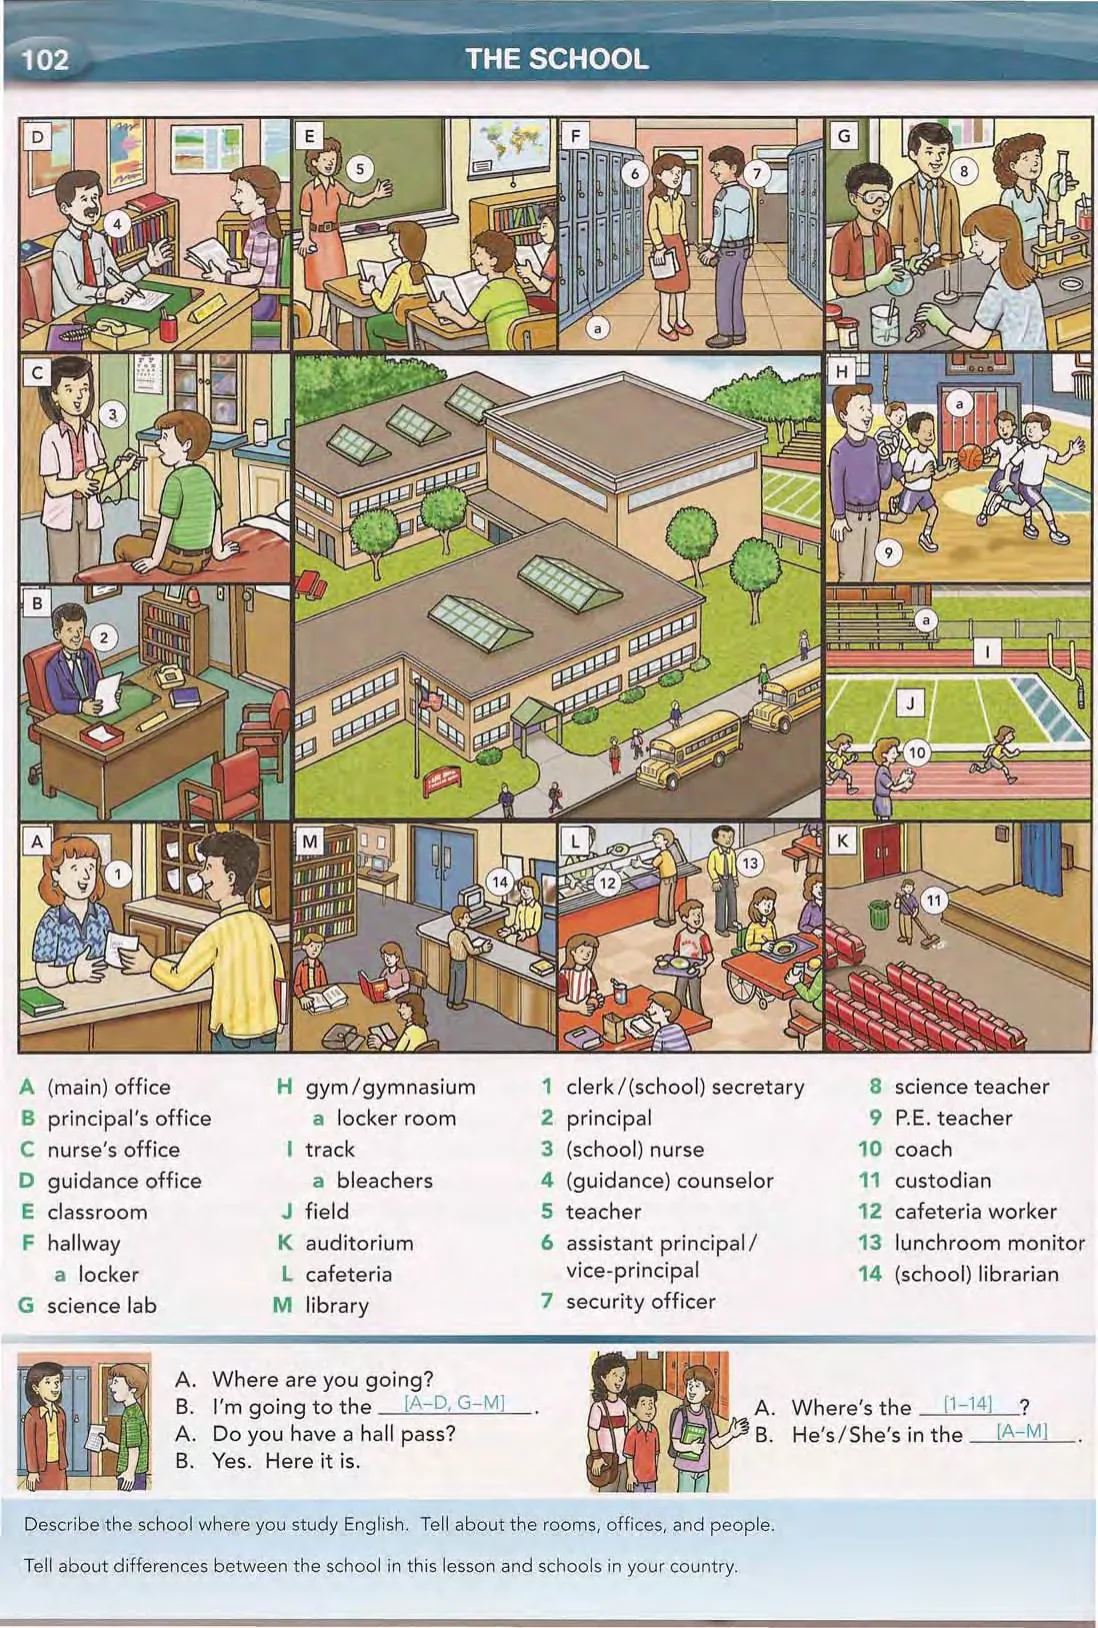 102
THE SCHOOL
D
4
E
5
F
6
7
a
G
8
C
3
H
a
9
B
2
a
I
J
10
A
1
M
14
L
12
13
K
11
A (main) office
B principal's office
C nurse's office
D guidance office
E classroom
F hallway
a locker
G science lab
H gym/gymnasium
a locker room
I track
a bleachers
J field
K auditorium
L cafeteria
M library
1 clerk/(school) secretary
2 principal
3 (school) nurse
4 (guidance) counselor
5 teacher
6 assistant principal/
vice-principal
7 security officer
8 science teacher
9 P.E. teacher
10 coach
11 custodian
12 cafeteria worker
13 lunchroom monitor
14 (school) librarian
A. Where are you going?
B. I'm going to the [A–D, G–M] .
A. Do you have a hall pass?
B. Yes. Here it is.
A. Where's the [1–14] ?
B. He's/She's in the [A–M] .
Describe the school where you study English. Tell about the rooms, offices, and people.
Tell about differences between the school in this lesson and schools in your country.